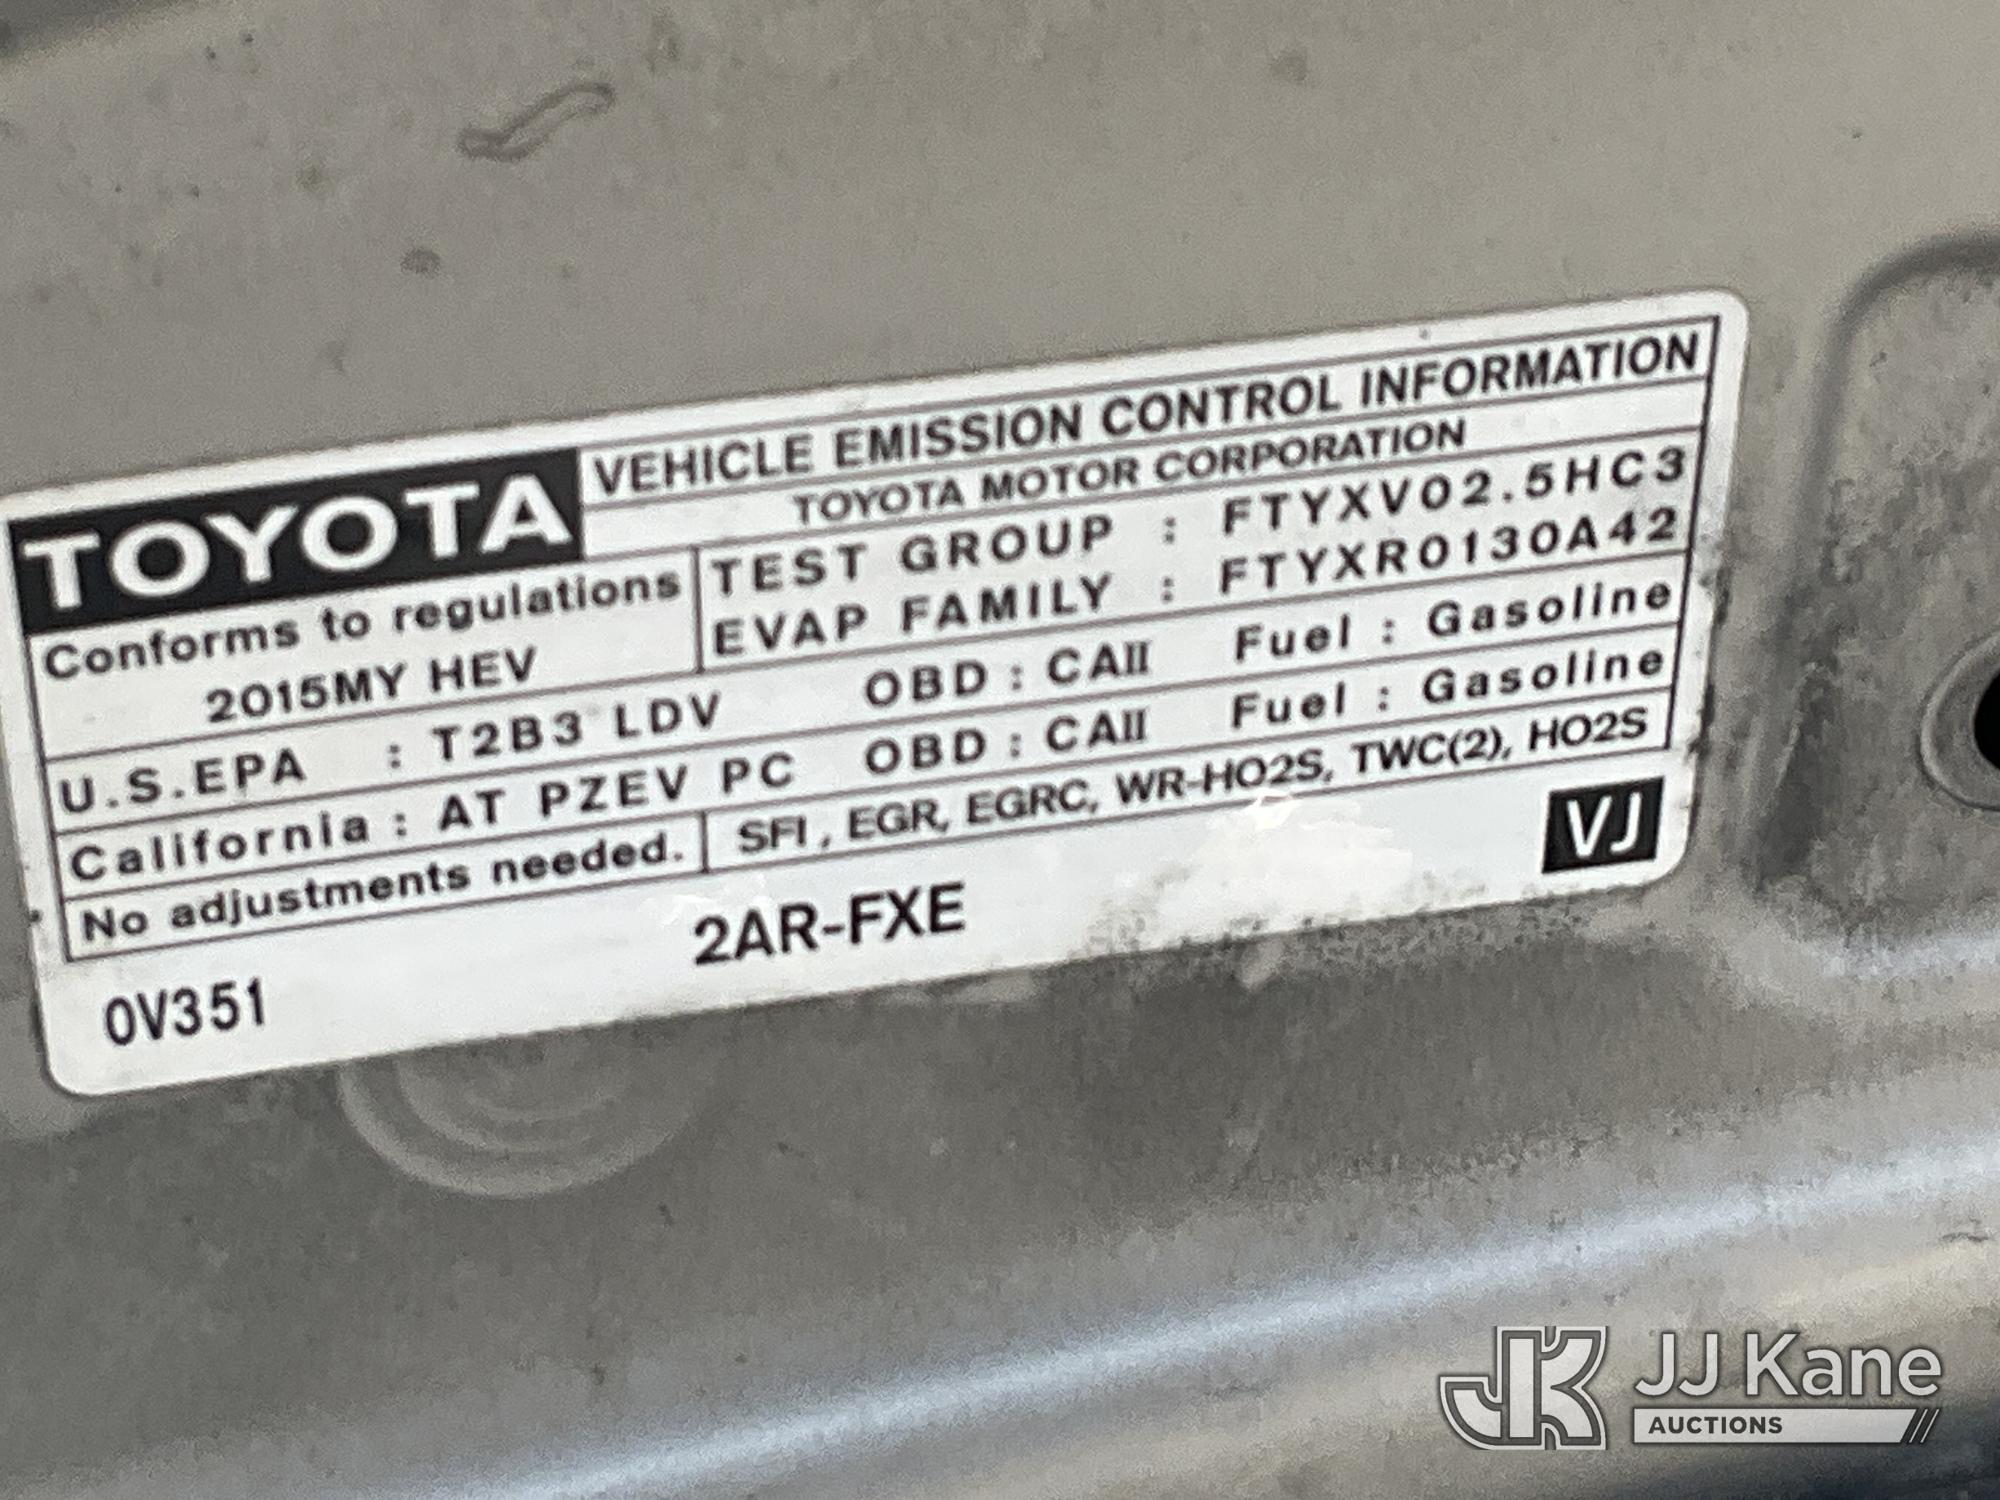 TOYOTA VEHICLE EMISSION CONTROL INFORMATION
TOYOTA MOTOR CORPORATION
Conforms to regulations
2015MY HEV
TEST GROUP : FTYXV02.5HC3
EVAP FAMILY : FTYXR0130A42
U.S.EPA : T2B3 LDV OBD : CAII Fuel : Gasoline
California : AT PZEV PC OBD : CAII Fuel : Gasoline
No adjustments needed. SFI, EGR, EGRC, WR-HO2S, TWC(2), HO2S
0V351 2AR-FXE VJ
JK JJ Kane
AUCTIONS